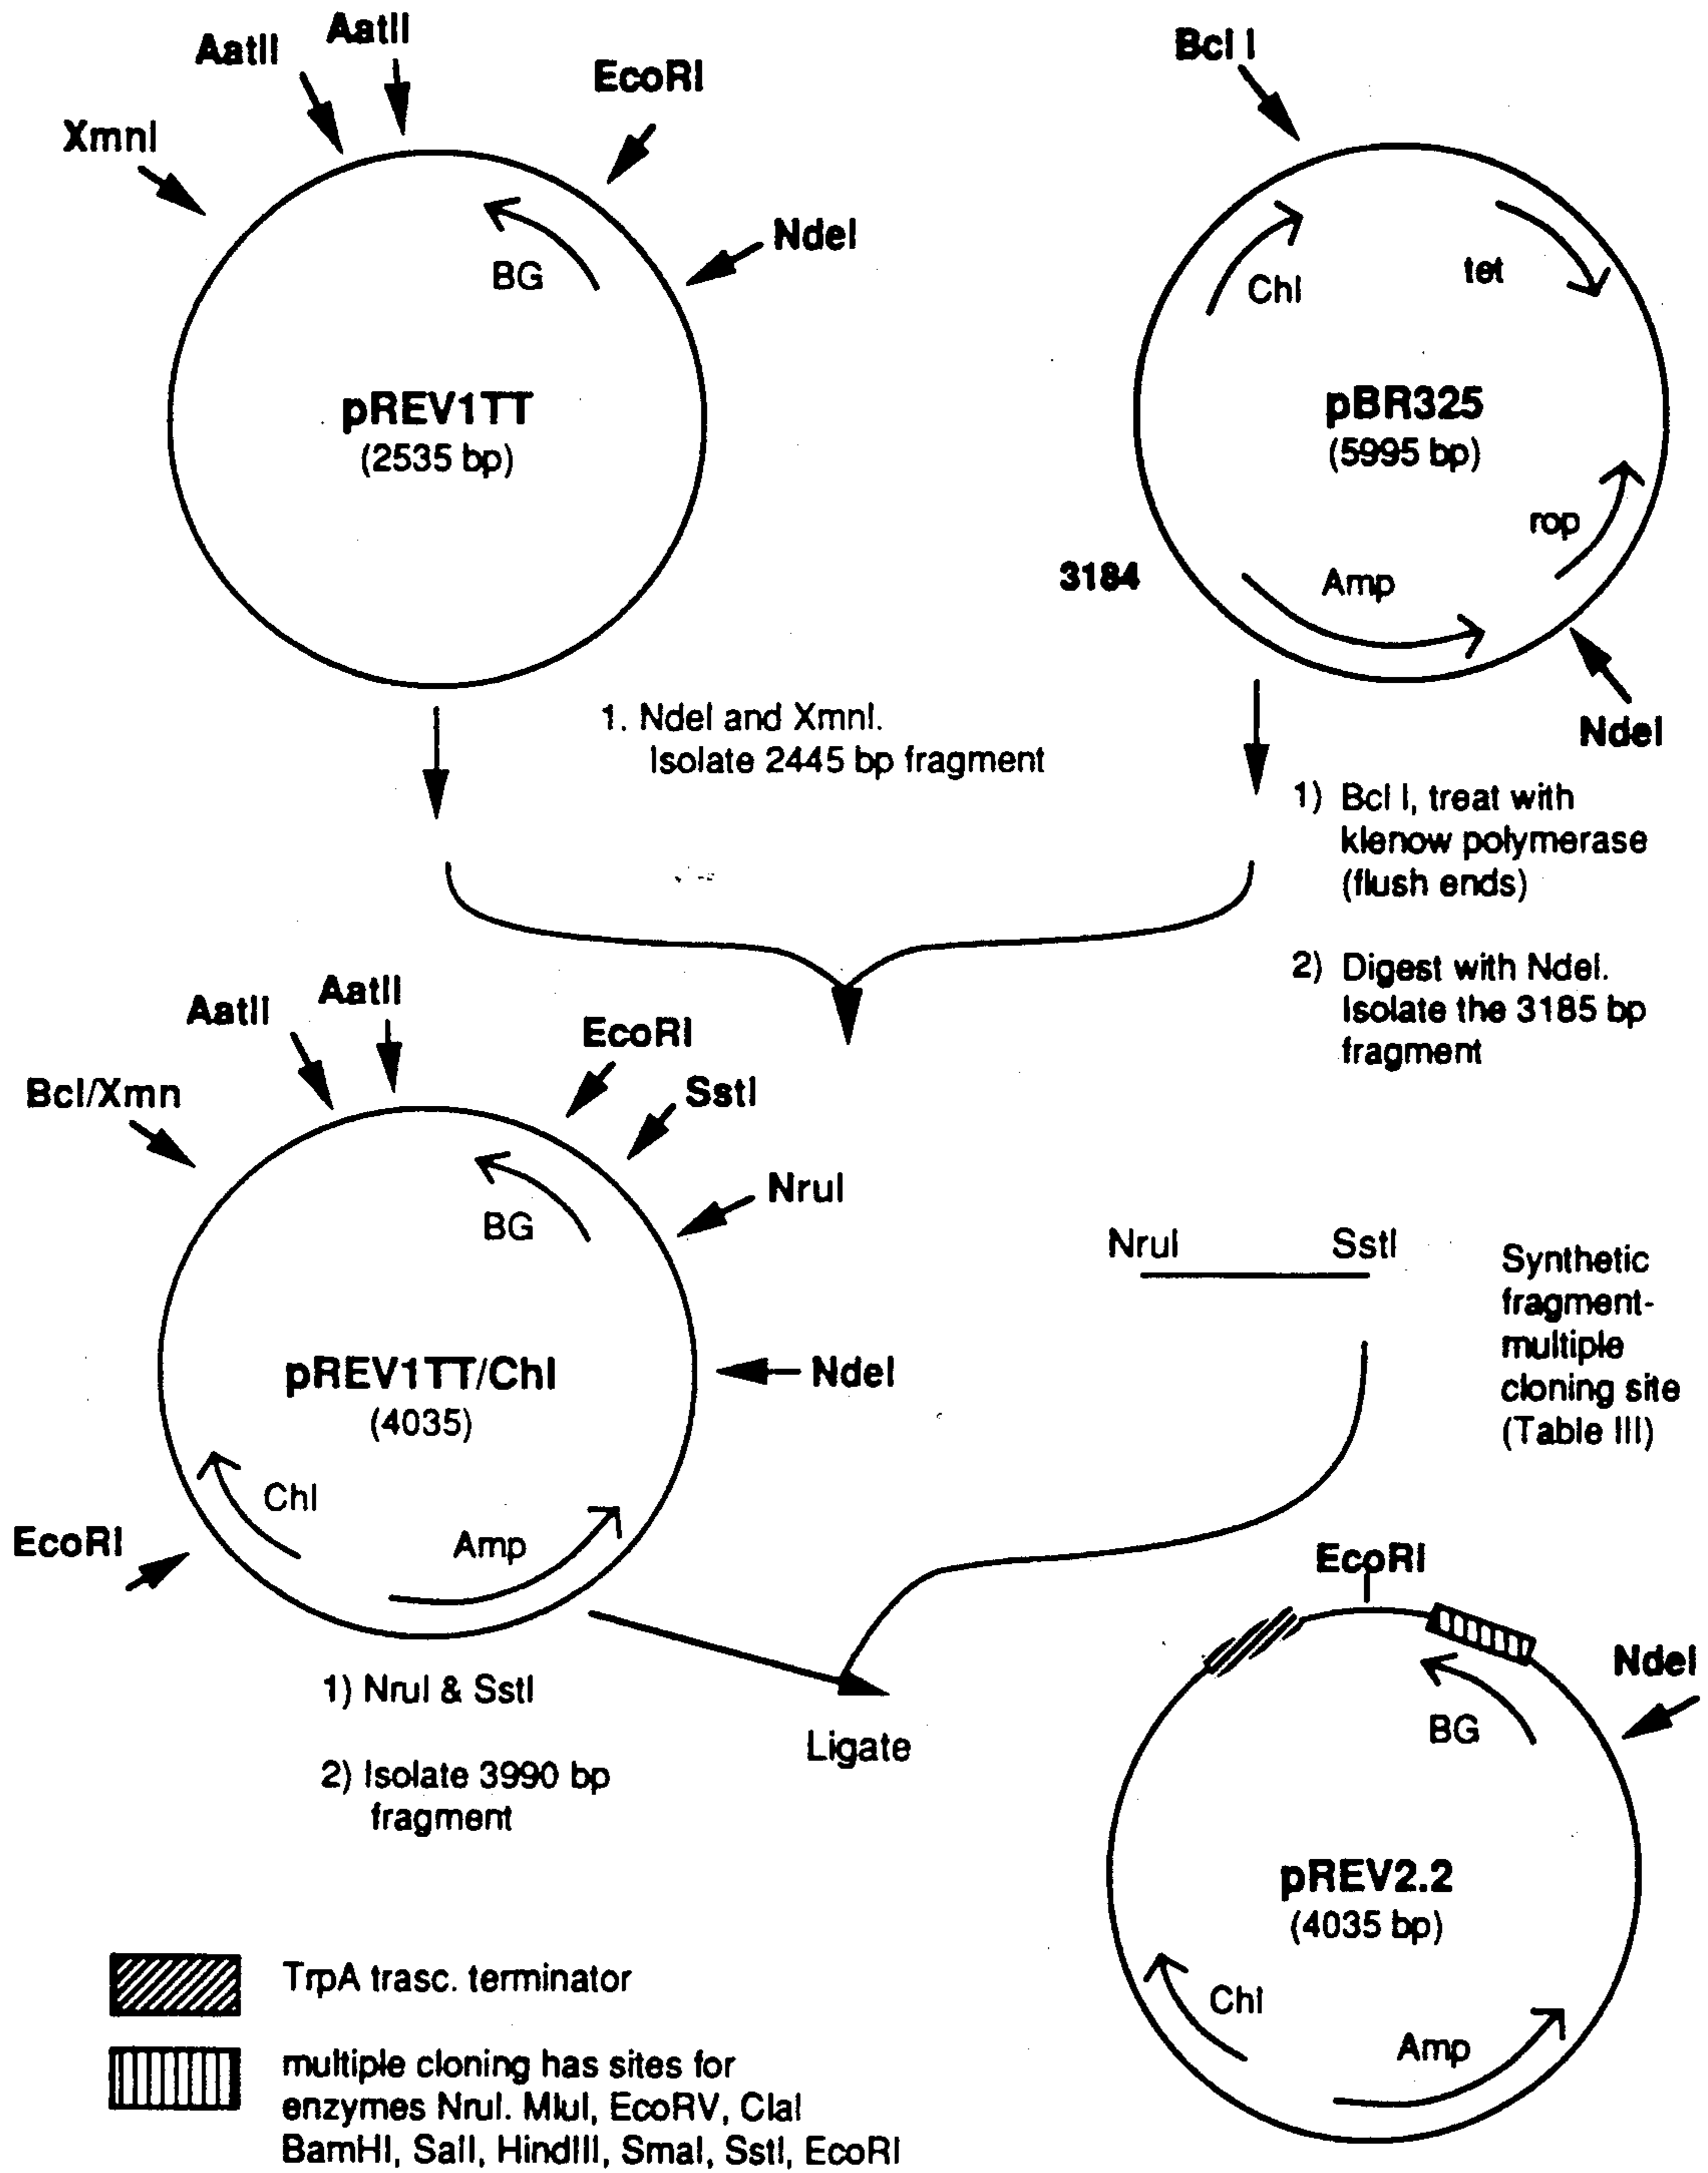 AatII
AatII
EcoRI
XmnI
NdeI
BG
pREV1TT
(2535 bp)
Bcl I
Chl
tet
pBR325
(5995 bp)
rop
3184
Amp
NdeI
1. NdeI and XmnI.
Isolate 2445 bp fragment
1) Bcl I, treat with
klenow polymerase
(flush ends)
2) Digest with NdeI.
Isolate the 3185 bp
fragment
AatII
AatII
EcoRI
SstI
Bcl/Xmn
NruI
BG
pREV1TT/Chl
(4035)
NdeI
Chl
Amp
EcoRI
NruI SstI
Synthetic
fragment-
multiple
cloning site
(Table III)
1) NruI & SstI
2) Isolate 3990 bp
fragment
Ligate
EcoRI
NdeI
BG
pREV2.2
(4035 bp)
Chl
Amp
TrpA trasc. terminator
multiple cloning has sites for
enzymes NruI. MluI, EcoRV, ClaI
BamHI, SalI, HindIII, SmaI, SstI, EcoRI